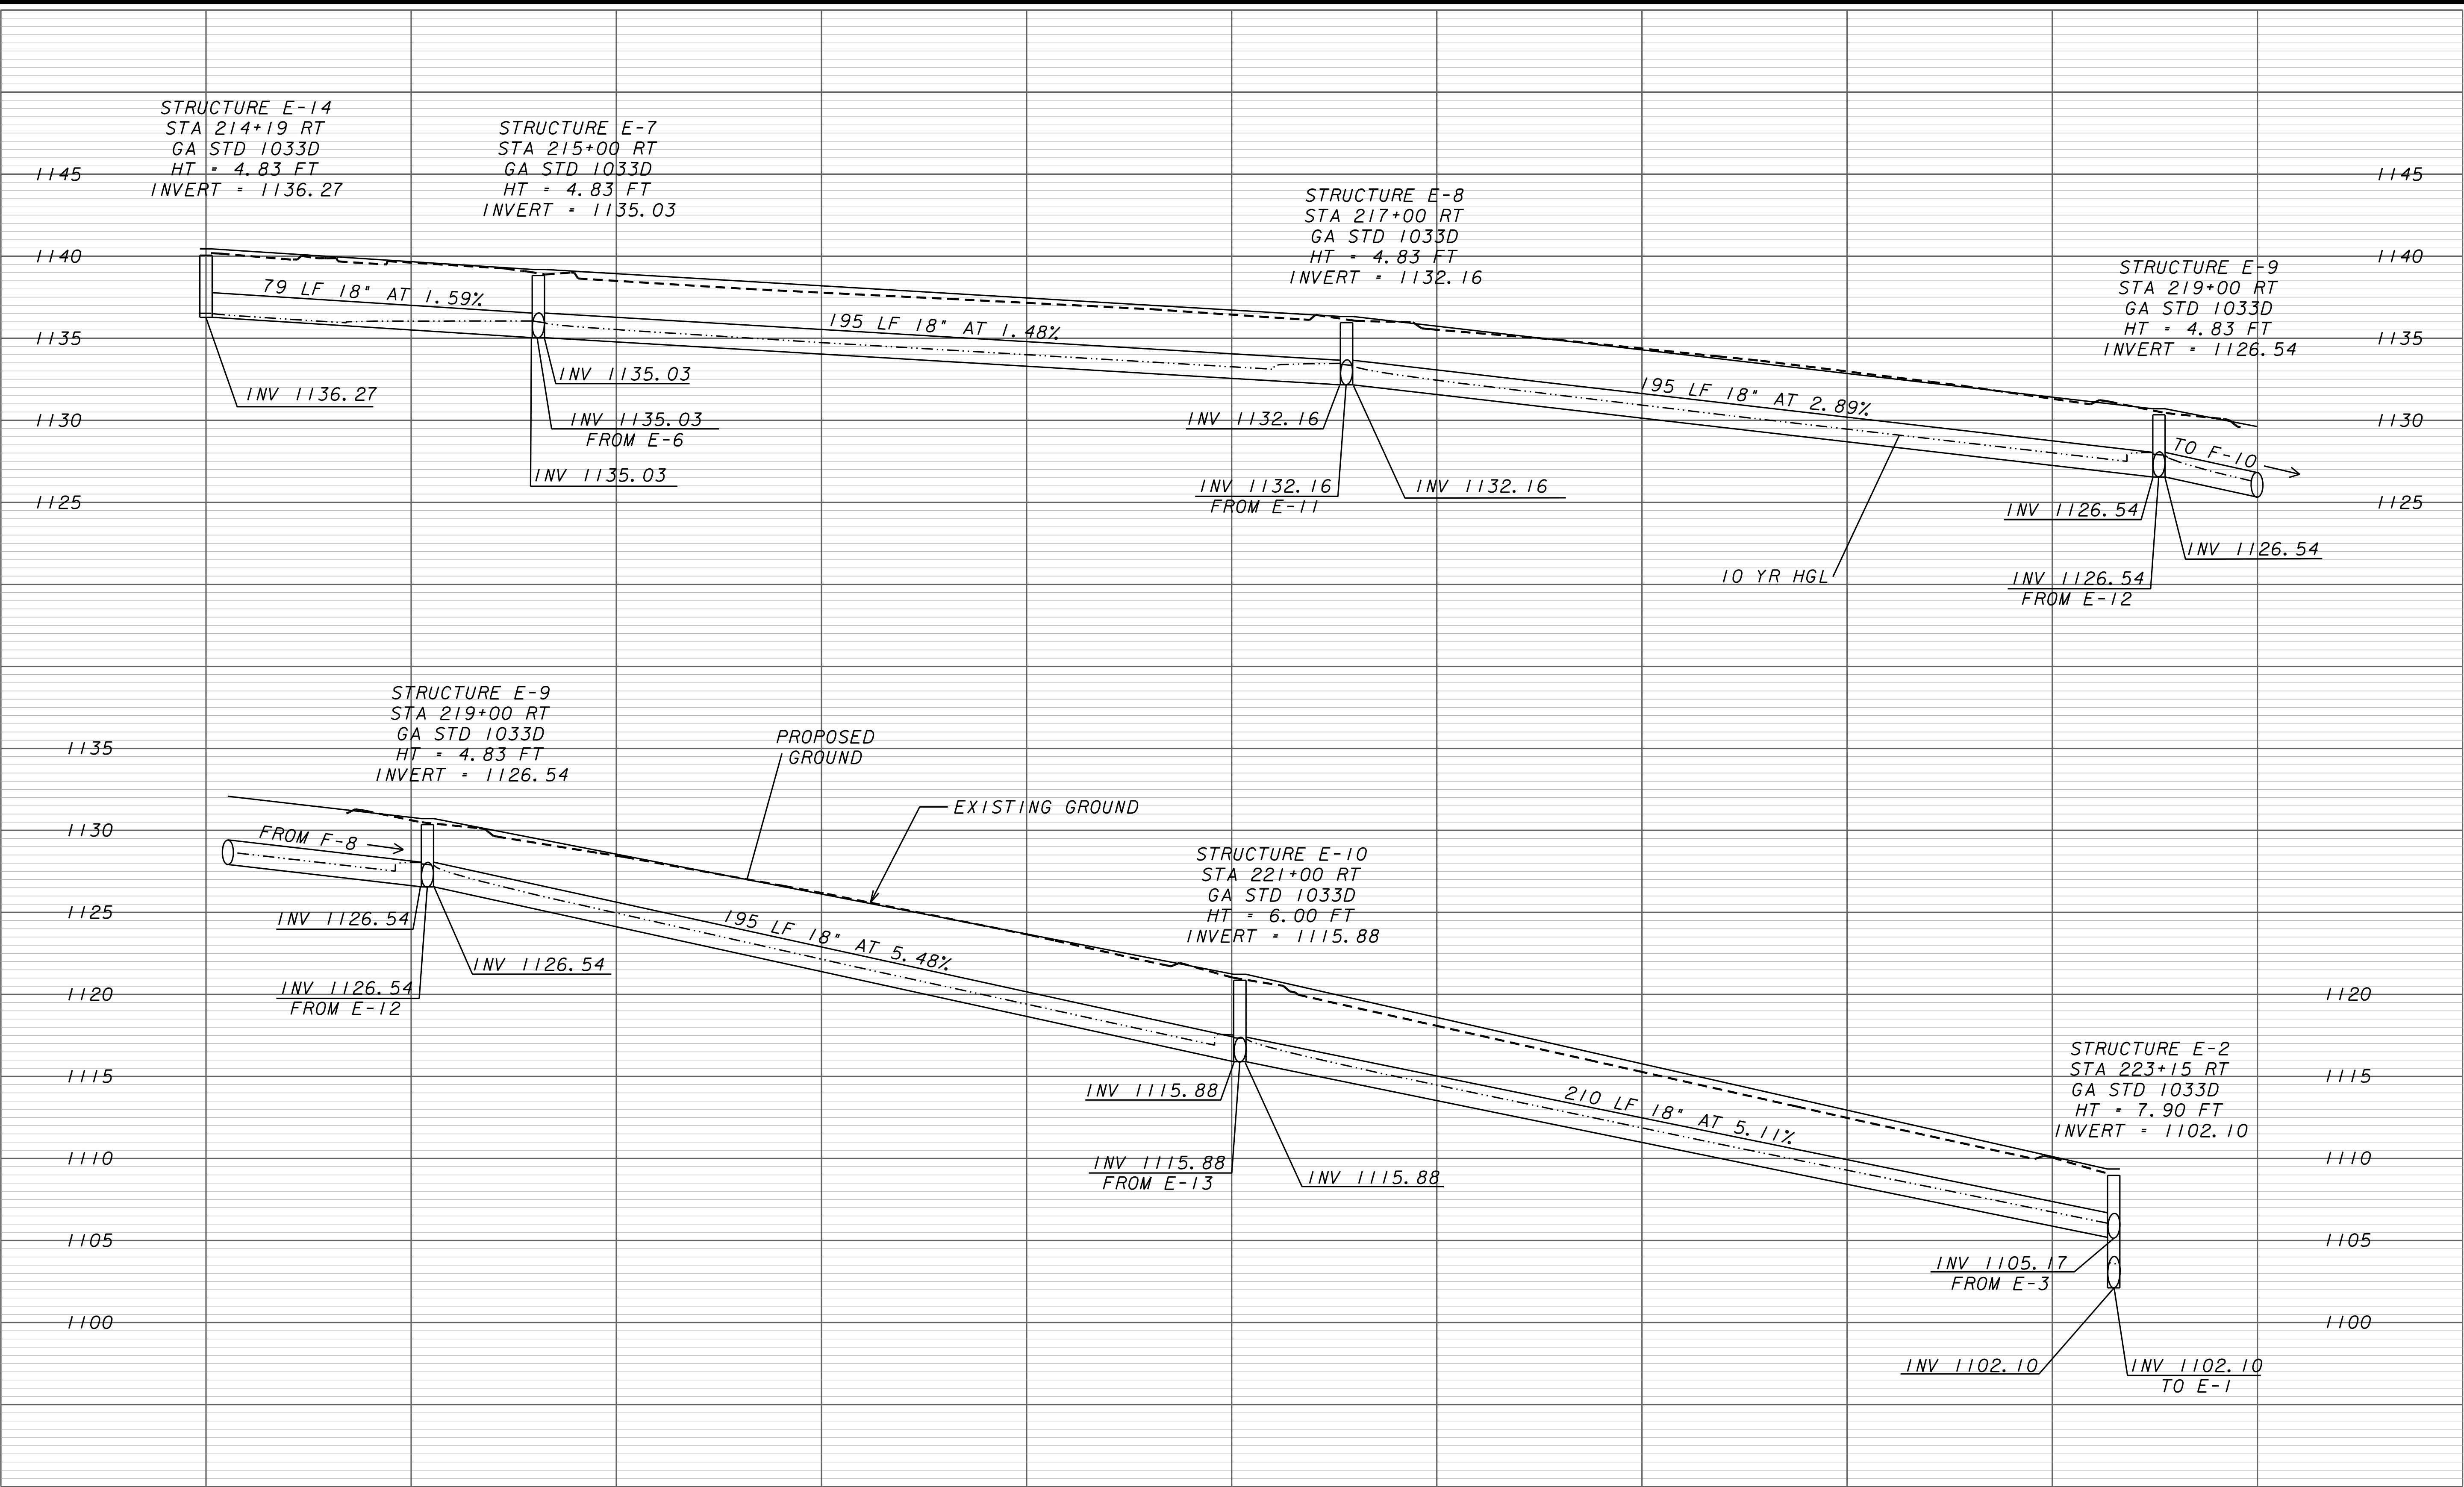 STRUCTURE E-14
STA 214+19 RT
GA STD 1033D
HT = 4.83 FT
INVERT = 1136.27
STRUCTURE E-7
STA 215+00 RT
GA STD 1033D
HT = 4.83 FT
INVERT = 1135.03
STRUCTURE E-8
STA 217+00 RT
GA STD 1033D
HT = 4.83 FT
INVERT = 1132.16
STRUCTURE E-9
STA 219+00 RT
GA STD 1033D
HT = 4.83 FT
INVERT = 1126.54
1145
1140
1135
1130
1125
1145
1140
1135
1130
1125
79 LF 18" AT 1.59%
195 LF 18" AT 1.48%
195 LF 18" AT 2.89%
TO F-10
INV 1136.27
INV 1135.03
INV 1135.03
FROM E-6
INV 1135.03
INV 1132.16
INV 1132.16
FROM E-11
INV 1132.16
10 YR HGL
INV 1126.54
INV 1126.54
INV 1126.54
FROM E-12
STRUCTURE E-9
STA 219+00 RT
GA STD 1033D
HT = 4.83 FT
INVERT = 1126.54
PROPOSED
GROUND
EXISTING GROUND
STRUCTURE E-10
STA 221+00 RT
GA STD 1033D
HT = 6.00 FT
INVERT = 1115.88
STRUCTURE E-2
STA 223+15 RT
GA STD 1033D
HT = 7.90 FT
INVERT = 1102.10
1135
1130
1125
1120
1115
1110
1105
1100
1120
1115
1110
1105
1100
FROM F-8
195 LF 18" AT 5.48%
210 LF 18" AT 5.11%
INV 1126.54
INV 1126.54
INV 1126.54
FROM E-12
INV 1115.88
INV 1115.88
FROM E-13
INV 1115.88
INV 1105.17
FROM E-3
INV 1102.10
INV 1102.10
TO E-1